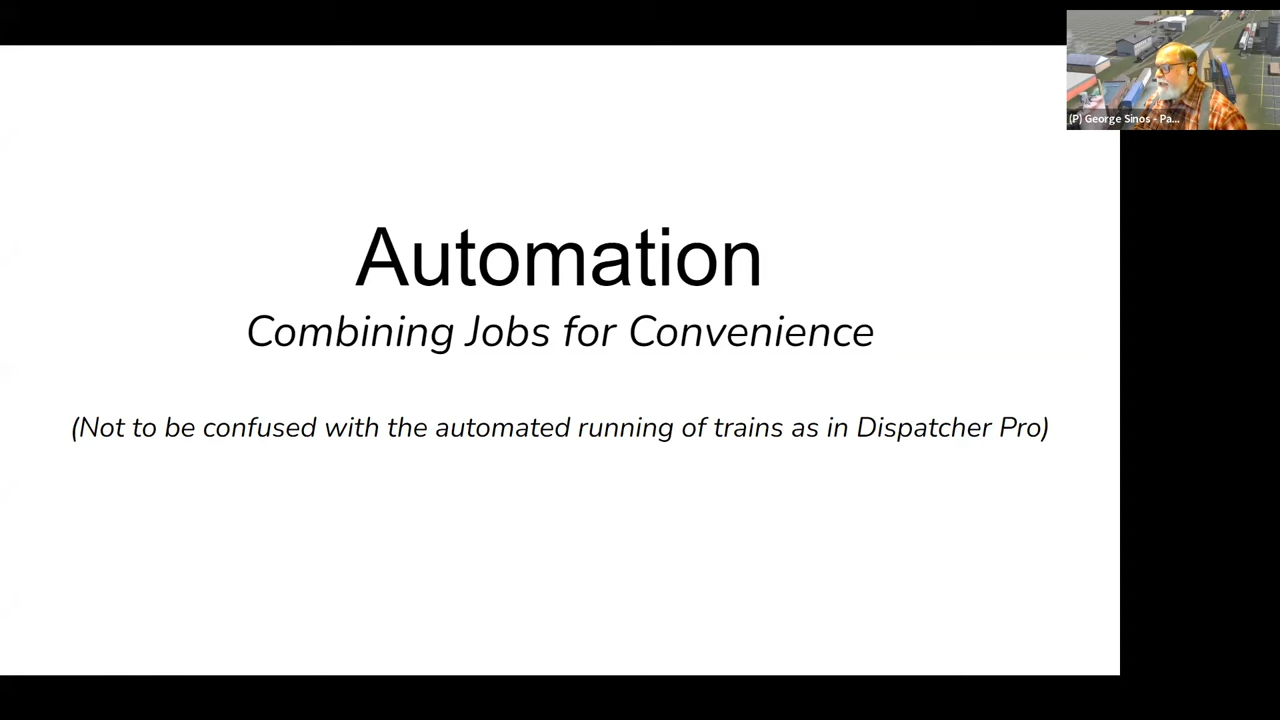 (P) George Sinos - Pa...
Automation
Combining Jobs for Convenience
(Not to be confused with the automated running of trains as in Dispatcher Pro)